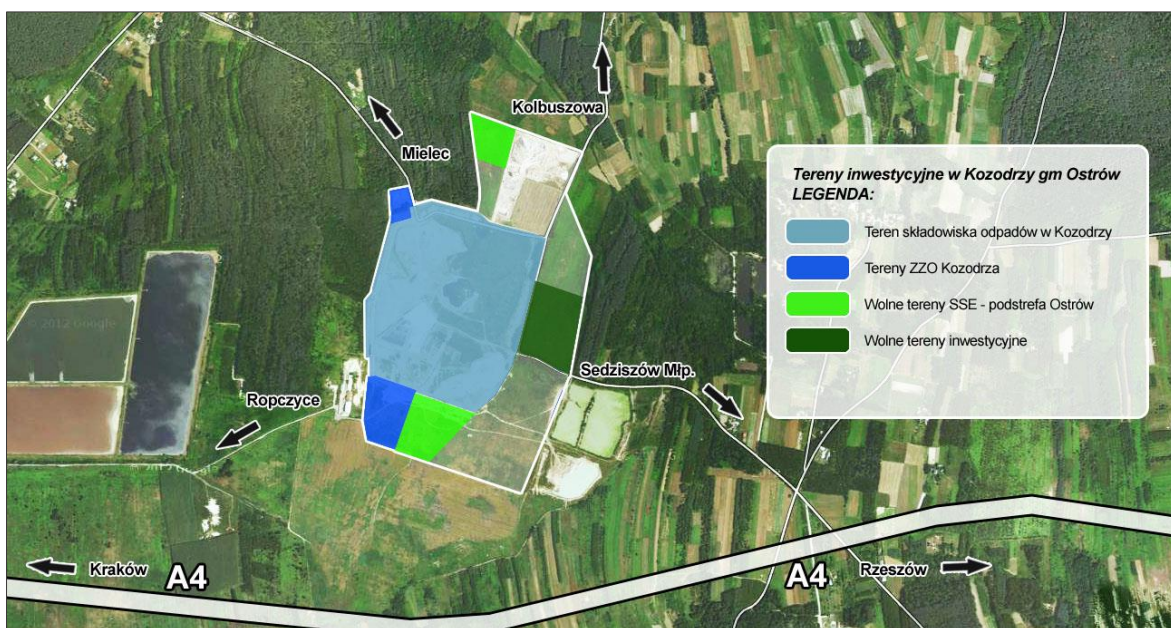 Kolbuszowa
Mielec
Tereny inwestycyjne w Kozodrzy gm Ostrów
LEGENDA:
Teren składowiska odpadów w Kozodrzy
Tereny ZZO Kozodrza
Wolne tereny SSE - podstrefa Ostrów
Wolne tereny inwestycyjne
© 2012 Google
Sedziszów Młp.
Ropczyce
Kraków
A4
A4
Rzeszów